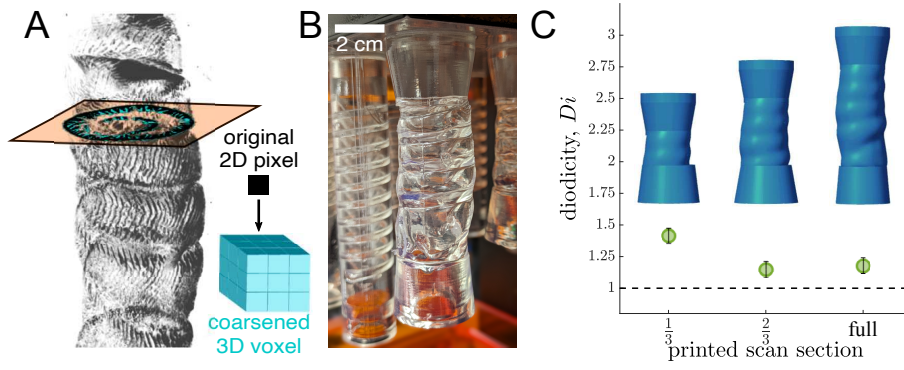 A
original
2D pixel
coarsened
3D voxel
B
2 cm
C
diodicity, Di
3
2.75
2.5
2.25
2
1.75
1.5
1.25
1
1/3
2/3
full
printed scan section